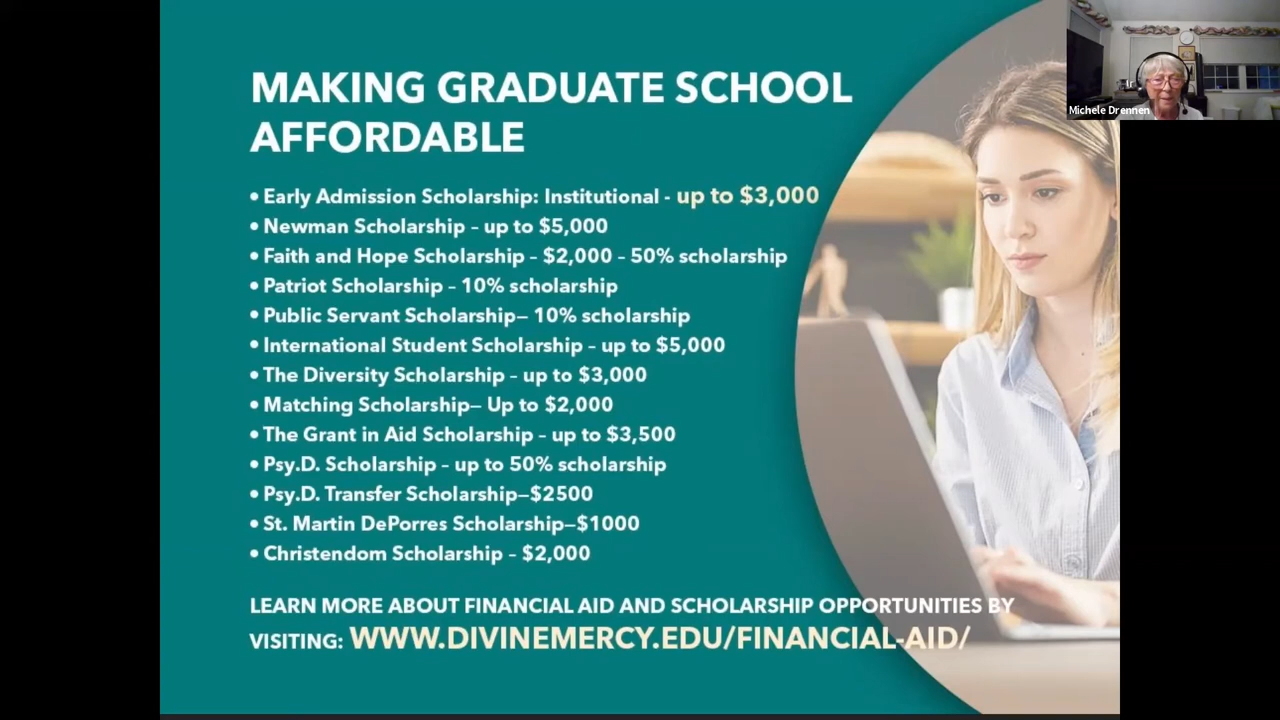 MAKING GRADUATE SCHOOL
AFFORDABLE
• Early Admission Scholarship: Institutional - up to $3,000
• Newman Scholarship – up to $5,000
• Faith and Hope Scholarship – $2,000 – 50% scholarship
• Patriot Scholarship – 10% scholarship
• Public Servant Scholarship— 10% scholarship
• International Student Scholarship – up to $5,000
• The Diversity Scholarship – up to $3,000
• Matching Scholarship— Up to $2,000
• The Grant in Aid Scholarship – up to $3,500
• Psy.D. Scholarship – up to 50% scholarship
• Psy.D. Transfer Scholarship—$2500
• St. Martin DePorres Scholarship—$1000
• Christendom Scholarship – $2,000
LEARN MORE ABOUT FINANCIAL AID AND SCHOLARSHIP OPPORTUNITIES BY
VISITING: WWW.DIVINEMERCY.EDU/FINANCIAL-AID/
Michele Drennen